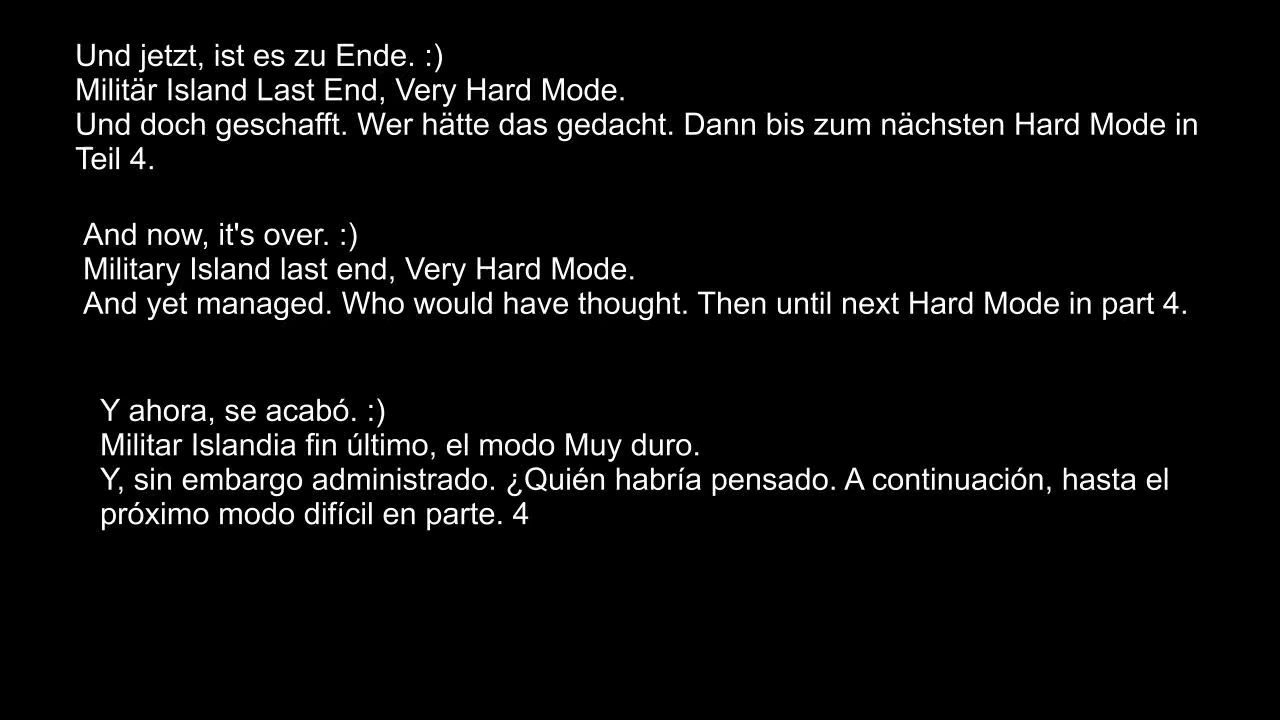 Und jetzt, ist es zu Ende. :)
Militär Island Last End, Very Hard Mode.
Und doch geschafft. Wer hätte das gedacht. Dann bis zum nächsten Hard Mode in
Teil 4.
And now, it's over. :)
Military Island last end, Very Hard Mode.
And yet managed. Who would have thought. Then until next Hard Mode in part 4.
Y ahora, se acabó. :)
Militar Islandia fin último, el modo Muy duro.
Y, sin embargo administrado. ¿Quién habría pensado. A continuación, hasta el
próximo modo difícil en parte. 4